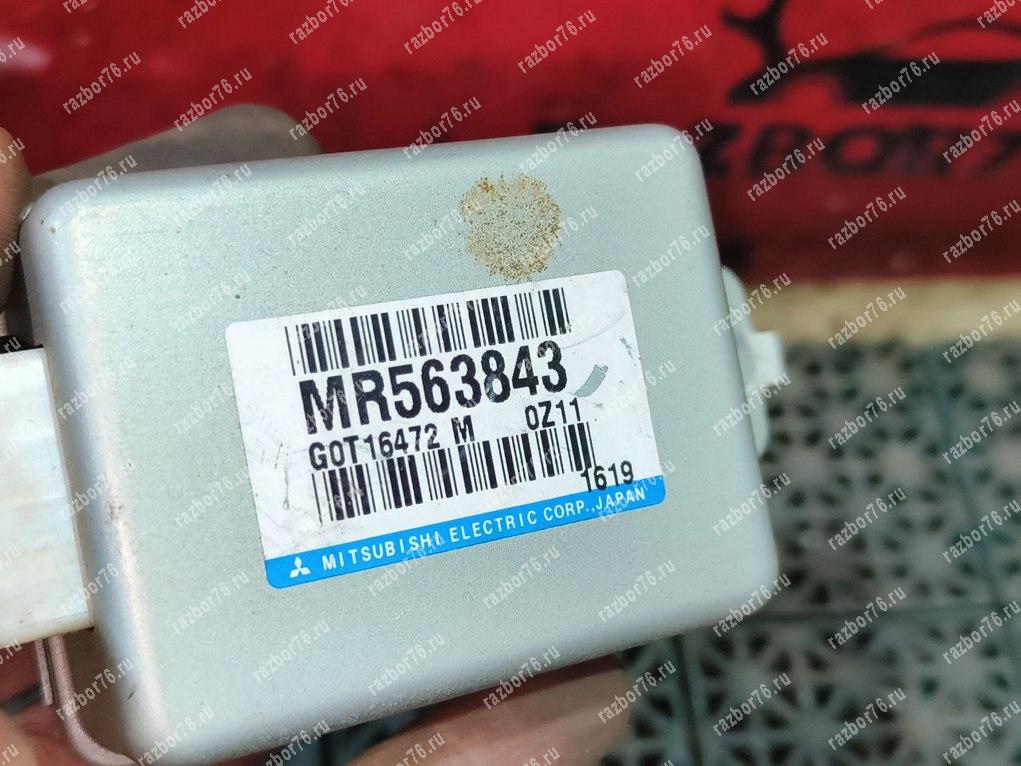 MR563843
G0T16472 M 0Z11
1619
MITSUBISHI ELECTRIC CORP.,JAPAN
razbor76.ru